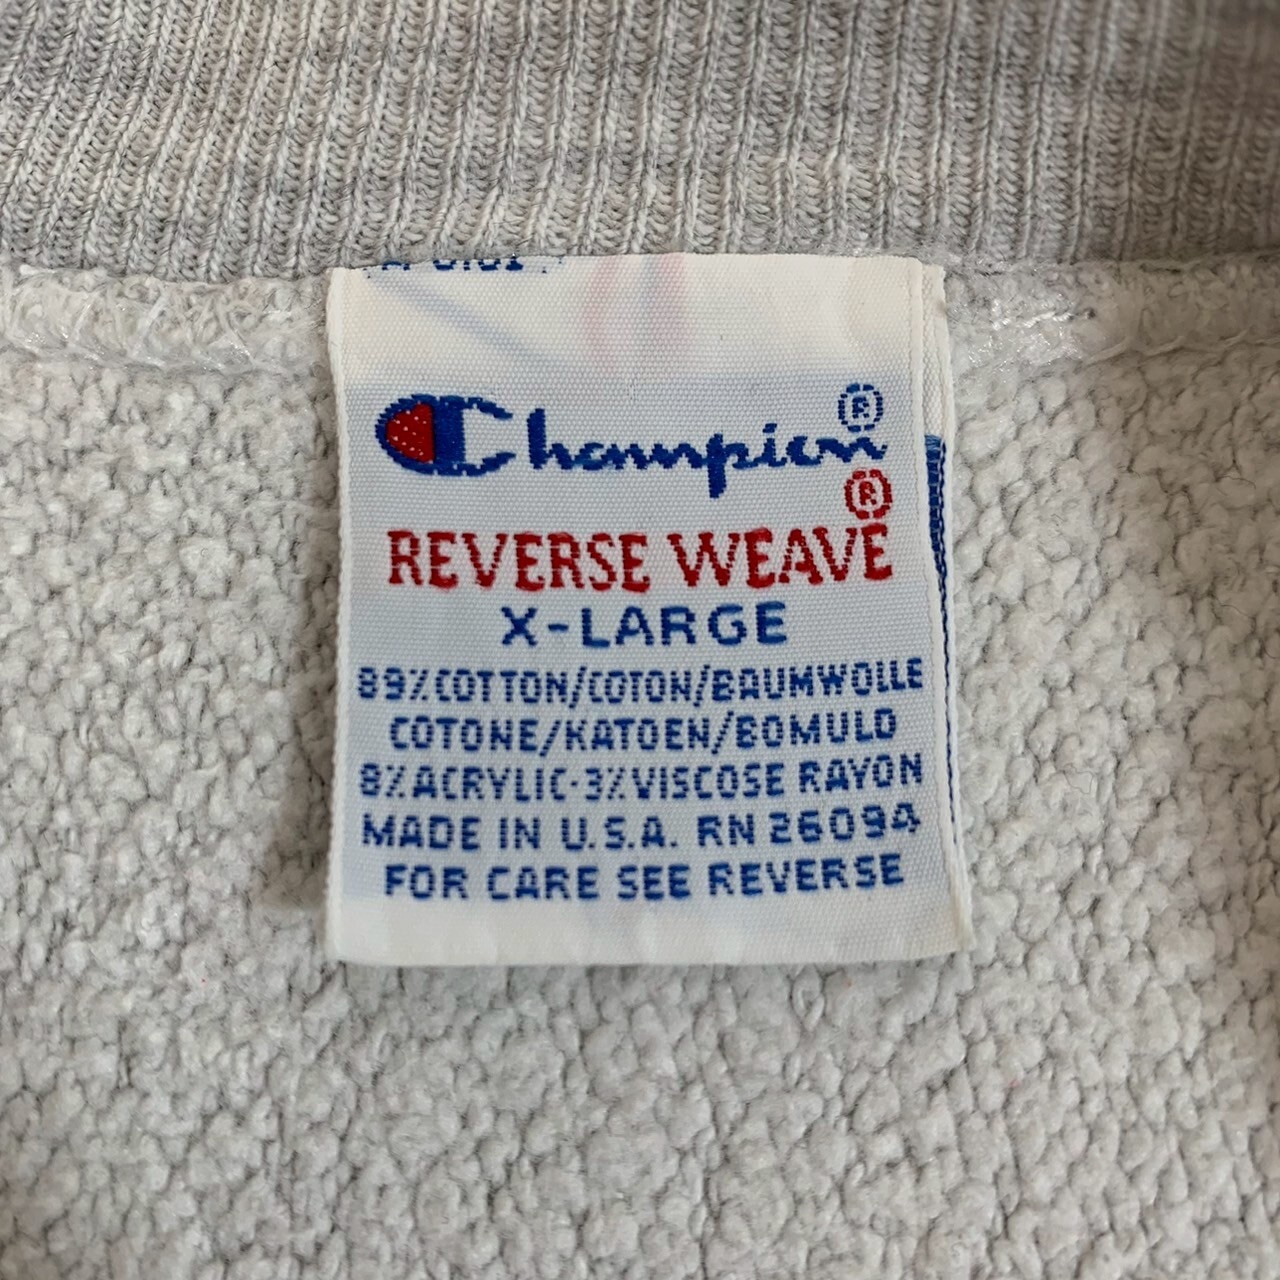 Champion®
®
REVERSE WEAVE
X-LARGE
89% COTTON/COTON/BAUMWOLLE
COTONE/KATOEN/BOMULD
8% ACRYLIC·3% VISCOSE RAYON
MADE IN U.S.A. RN 26094
FOR CARE SEE REVERSE